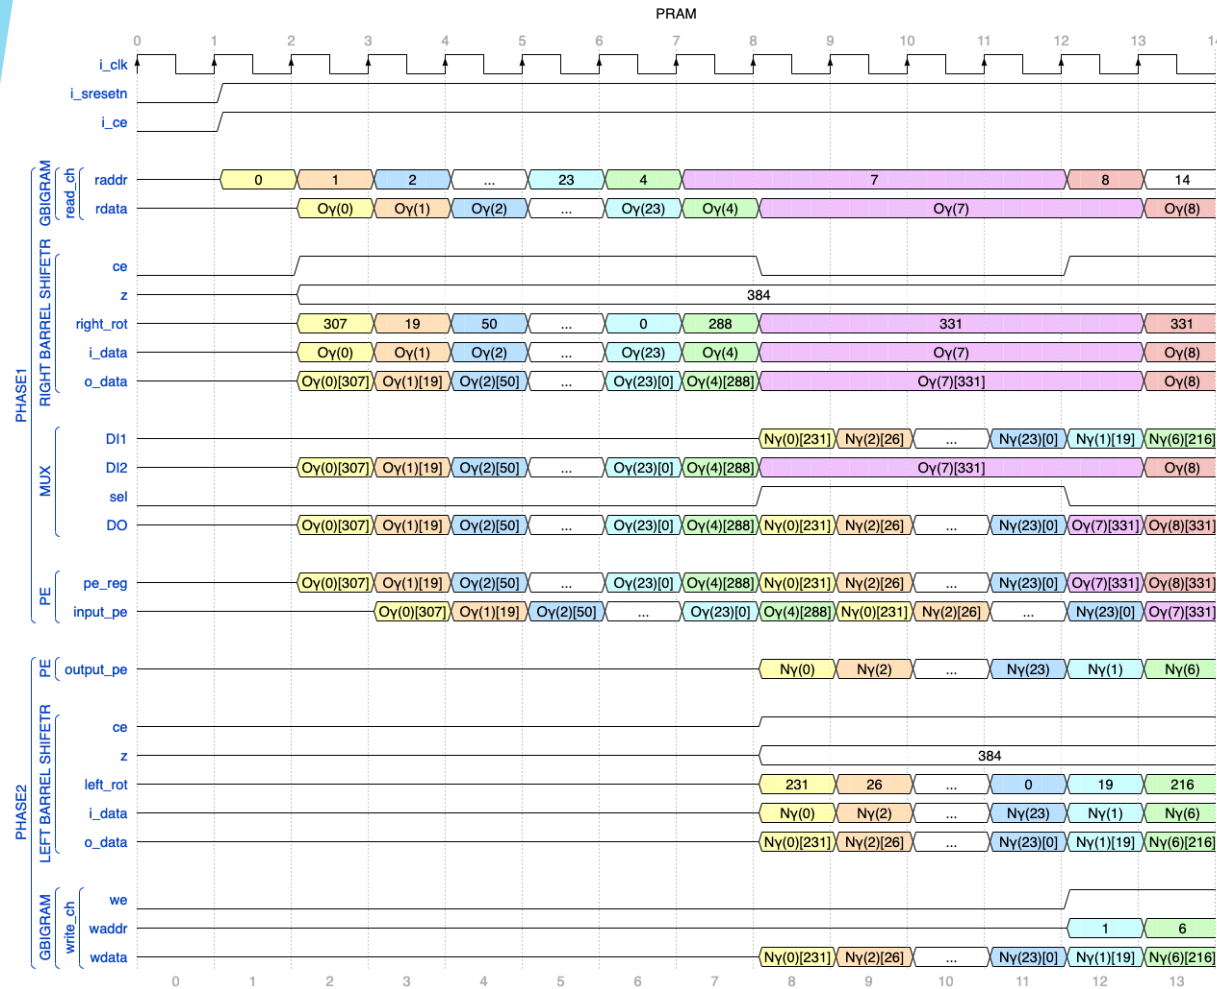 PRAM
0 1 2 3 4 5 6 7 8 9 10 11 12 13 14
i_clk
i_sresetn
i_ce
PHASE1
GBIGRAM
read_ch
raddr 0 1 2 ... 23 4 7 8 14
rdata Oγ(0) Oγ(1) Oγ(2) ... Oγ(23) Oγ(4) Oγ(7) Oγ(8)
RIGHT BARREL SHIFETR
ce
z 384
right_rot 307 19 50 ... 0 288 331 331
i_data Oγ(0) Oγ(1) Oγ(2) ... Oγ(23) Oγ(4) Oγ(7) Oγ(8)
o_data Oγ(0)[307] Oγ(1)[19] Oγ(2)[50] ... Oγ(23)[0] Oγ(4)[288] Oγ(7)[331] Oγ(8)
MUX
DI1 Nγ(0)[231] Nγ(2)[26] ... Nγ(23)[0] Nγ(1)[19] Nγ(6)[216]
DI2 Oγ(0)[307] Oγ(1)[19] Oγ(2)[50] ... Oγ(23)[0] Oγ(4)[288] Oγ(7)[331] Oγ(8)
sel
DO Oγ(0)[307] Oγ(1)[19] Oγ(2)[50] ... Oγ(23)[0] Oγ(4)[288] Nγ(0)[231] Nγ(2)[26] ... Nγ(23)[0] Oγ(7)[331] Oγ(8)[331]
PE
pe_reg Oγ(0)[307] Oγ(1)[19] Oγ(2)[50] ... Oγ(23)[0] Oγ(4)[288] Nγ(0)[231] Nγ(2)[26] ... Nγ(23)[0] Oγ(7)[331] Oγ(8)[331]
input_pe Oγ(0)[307] Oγ(1)[19] Oγ(2)[50] ... Oγ(23)[0] Oγ(4)[288] Nγ(0)[231] Nγ(2)[26] ... Nγ(23)[0] Oγ(7)[331]
PHASE2
PE
output_pe Nγ(0) Nγ(2) ... Nγ(23) Nγ(1) Nγ(6)
LEFT BARREL SHIFETR
ce
z 384
left_rot 231 26 ... 0 19 216
i_data Nγ(0) Nγ(2) ... Nγ(23) Nγ(1) Nγ(6)
o_data Nγ(0)[231] Nγ(2)[26] ... Nγ(23)[0] Nγ(1)[19] Nγ(6)[216]
GBIGRAM
write_ch
we
waddr 1 6
wdata Nγ(0)[231] Nγ(2)[26] ... Nγ(23)[0] Nγ(1)[19] Nγ(6)[216]
0 1 2 3 4 5 6 7 8 9 10 11 12 13